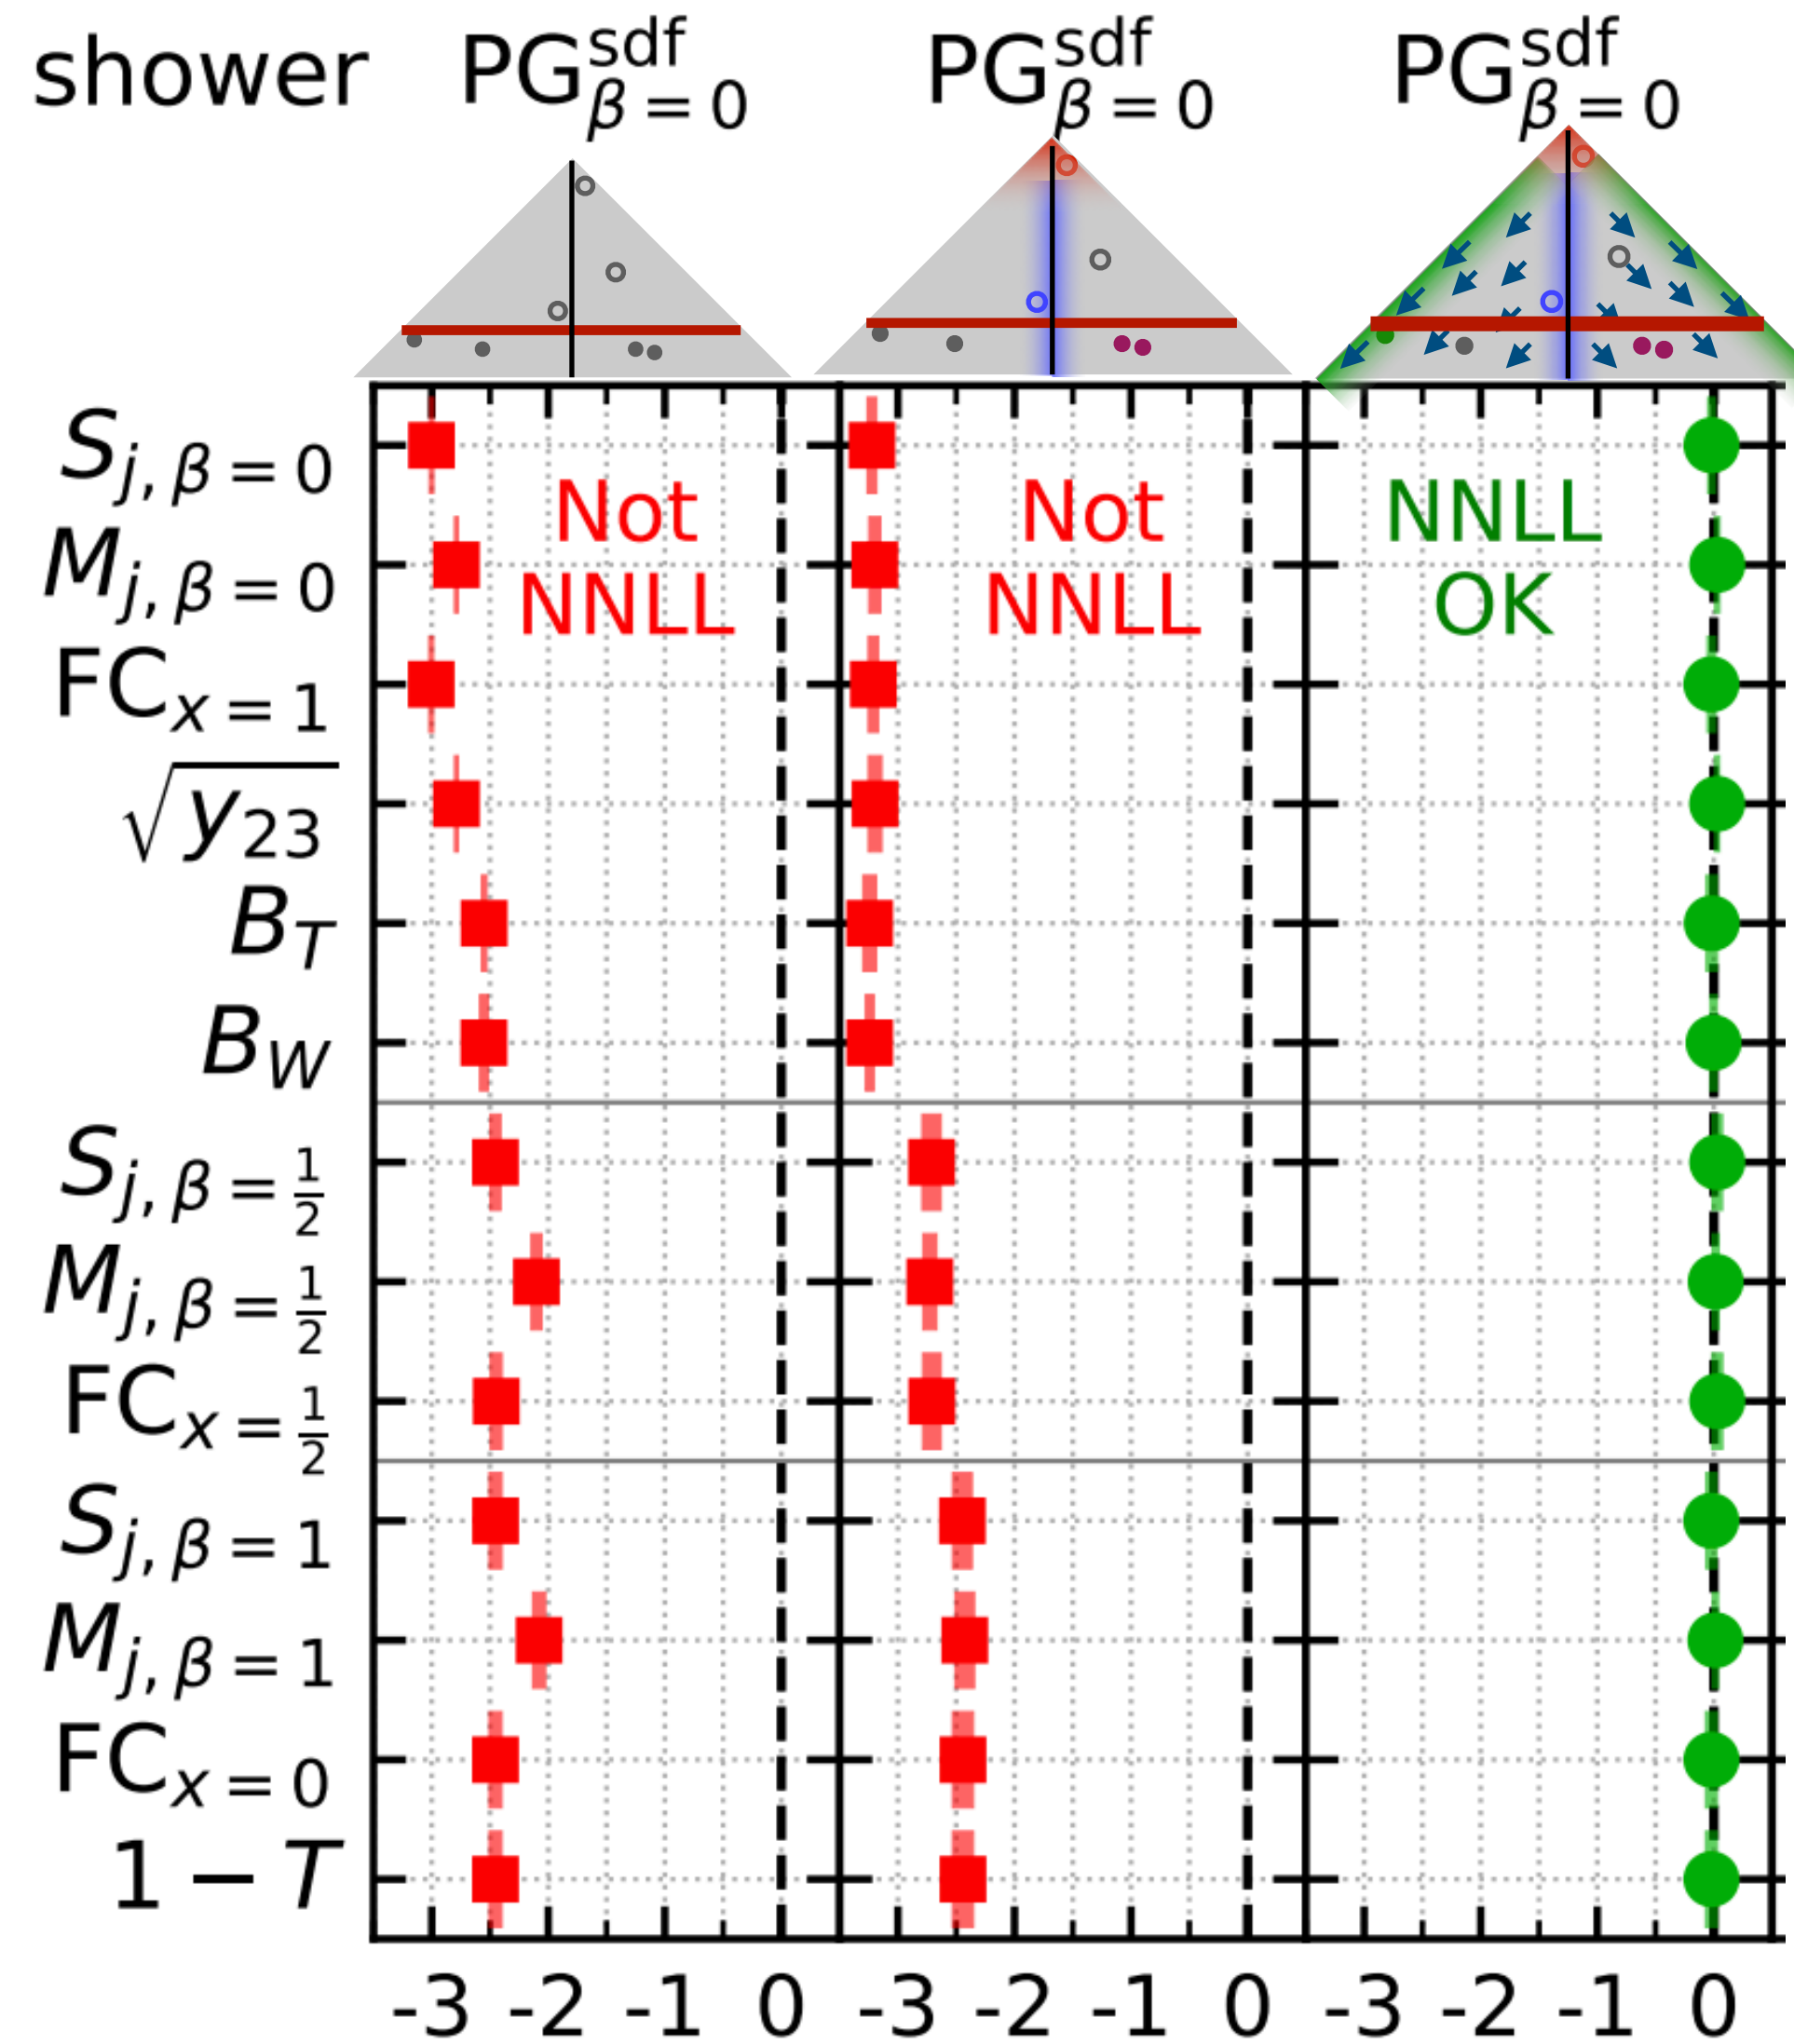 shower PG^sdf_β=0 PG^sdf_β=0 PG^sdf_β=0
S_j, β=0
Not Not NNLL
M_j, β=0
NNLL NNLL OK
FC_x=1
√y_23
B_T
B_W
S_j, β=1/2
M_j, β=1/2
FC_x=1/2
S_j, β=1
M_j, β=1
FC_x=0
1−T
-3 -2 -1 0 -3 -2 -1 0 -3 -2 -1 0